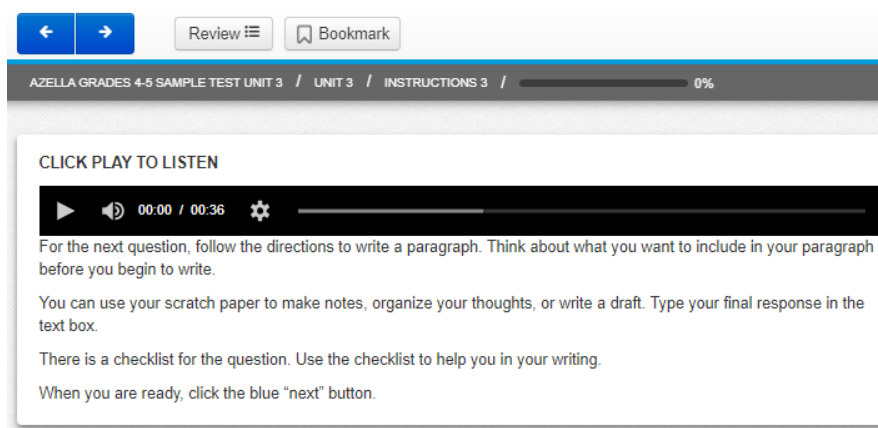 Review
Bookmark
AZELLA GRADES 4-5 SAMPLE TEST UNIT 3 / UNIT 3 / INSTRUCTIONS 3 / 0%
CLICK PLAY TO LISTEN
00:00 / 00:36
For the next question, follow the directions to write a paragraph. Think about what you want to include in your paragraph
before you begin to write.
You can use your scratch paper to make notes, organize your thoughts, or write a draft. Type your final response in the
text box.
There is a checklist for the question. Use the checklist to help you in your writing.
When you are ready, click the blue “next” button.